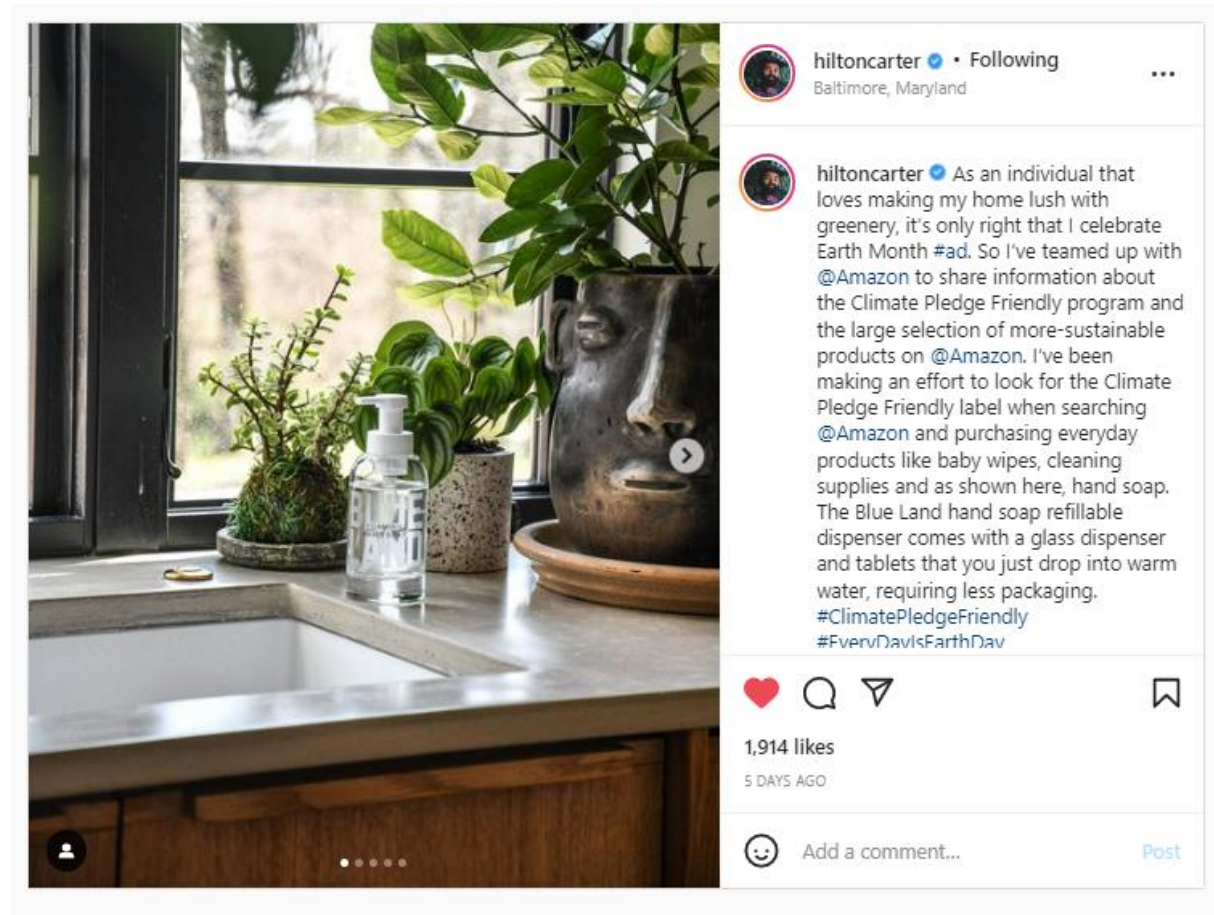 hiltoncarter • Following
Baltimore, Maryland
hiltoncarter As an individual that
loves making my home lush with
greenery, it's only right that I celebrate
Earth Month #ad. So I've teamed up with
@Amazon to share information about
the Climate Pledge Friendly program and
the large selection of more-sustainable
products on @Amazon. I've been
making an effort to look for the Climate
Pledge Friendly label when searching
@Amazon and purchasing everyday
products like baby wipes, cleaning
supplies and as shown here, hand soap.
The Blue Land hand soap refillable
dispenser comes with a glass dispenser
and tablets that you just drop into warm
water, requiring less packaging.
#ClimatePledgeFriendly
#EveryDayIsEarthDay
1,914 likes
5 DAYS AGO
Add a comment...
Post